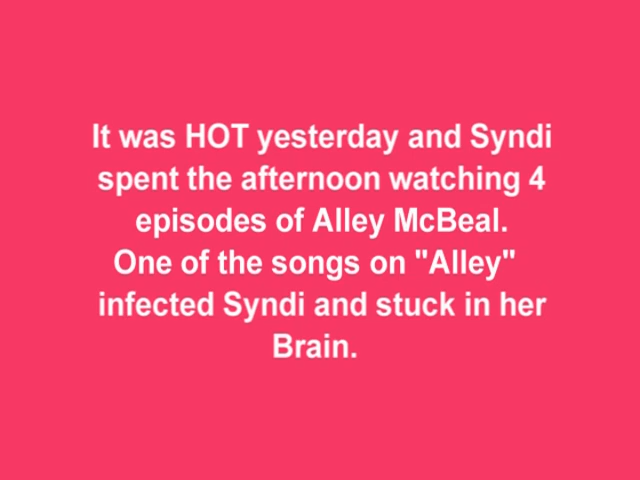 It was HOT yesterday and Syndi
spent the afternoon watching 4
episodes of Alley McBeal.
One of the songs on "Alley"
infected Syndi and stuck in her
Brain.